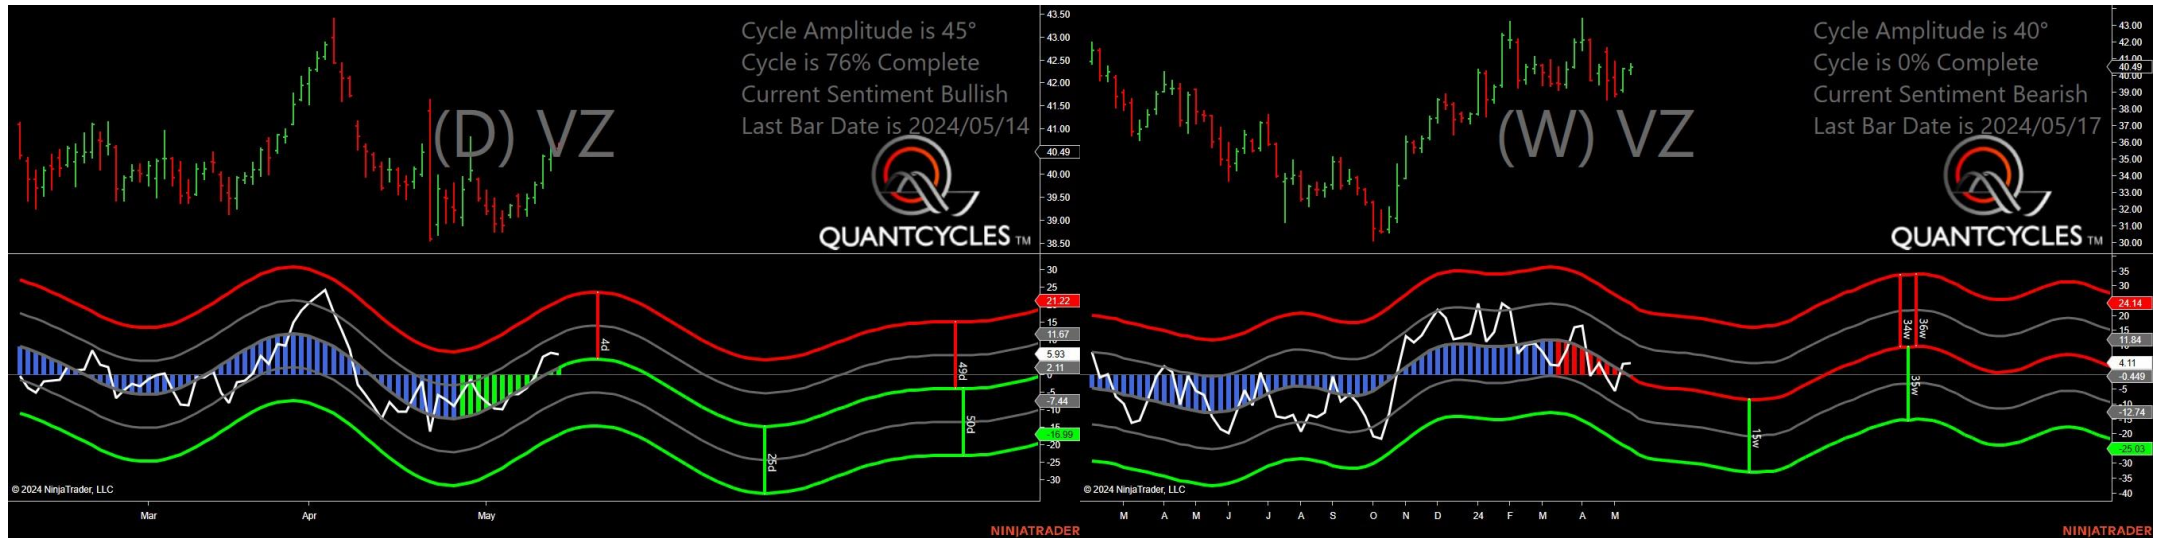 Cycle Amplitude is 45°
Cycle is 76% Complete
Current Sentiment Bullish
Last Bar Date is 2024/05/14
(D) VZ
QUANTCYCLES TM
43.50
43.00
42.50
42.00
41.50
41.00
40.49
40.00
39.50
39.00
38.50
30
25
21.22
15
11.67
5.93
2.11
-5
-7.44
-10
-16.99
-20
-25
-30
4d
25d
49d
50d
© 2024 NinjaTrader, LLC
Mar
Apr
May
NINJATRADER
Cycle Amplitude is 40°
Cycle is 0% Complete
Current Sentiment Bearish
Last Bar Date is 2024/05/17
(W) VZ
QUANTCYCLES TM
43.00
42.00
41.00
40.49
40.00
39.00
38.00
37.00
36.00
35.00
34.00
33.00
32.00
31.00
30.00
35
30
24.14
20
15
11.84
4.11
-0.449
-5
-10
-12.74
-15
-20
-25.03
-30
-35
-40
15w
34w
36w
35w
© 2024 NinjaTrader, LLC
M
A
M
J
J
A
S
O
N
D
24
F
M
A
M
NINJATRADER